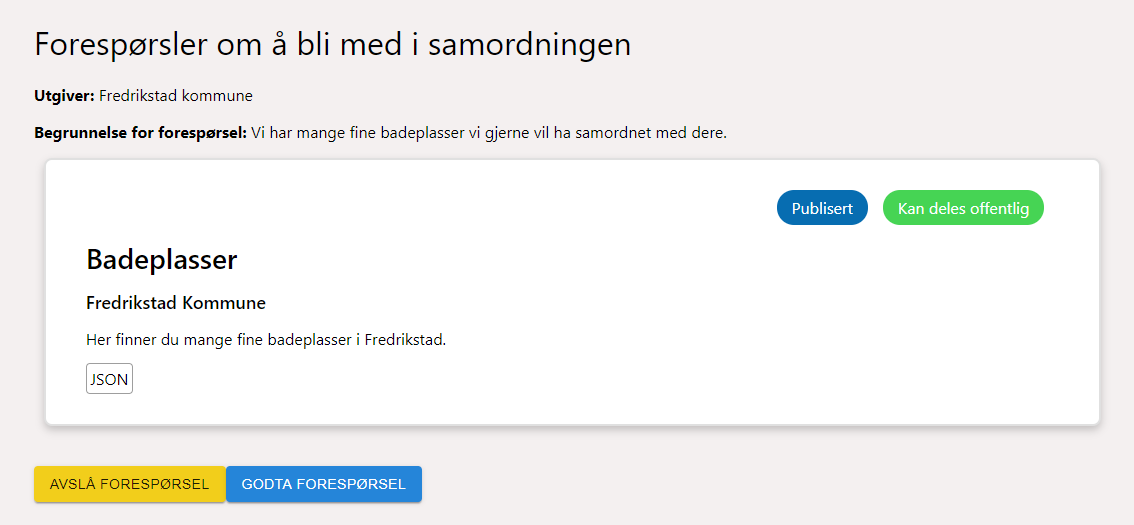 Forespørsler om å bli med i samordningen
Utgiver: Fredrikstad kommune
Begrunnelse for forespørsel: Vi har mange fine badeplasser vi gjerne vil ha samordnet med dere.
Publisert Kan deles offentlig
Badeplasser
Fredrikstad Kommune
Her finner du mange fine badeplasser i Fredrikstad.
JSON
AVSLÅ FORESPØRSEL GODTA FORESPØRSEL